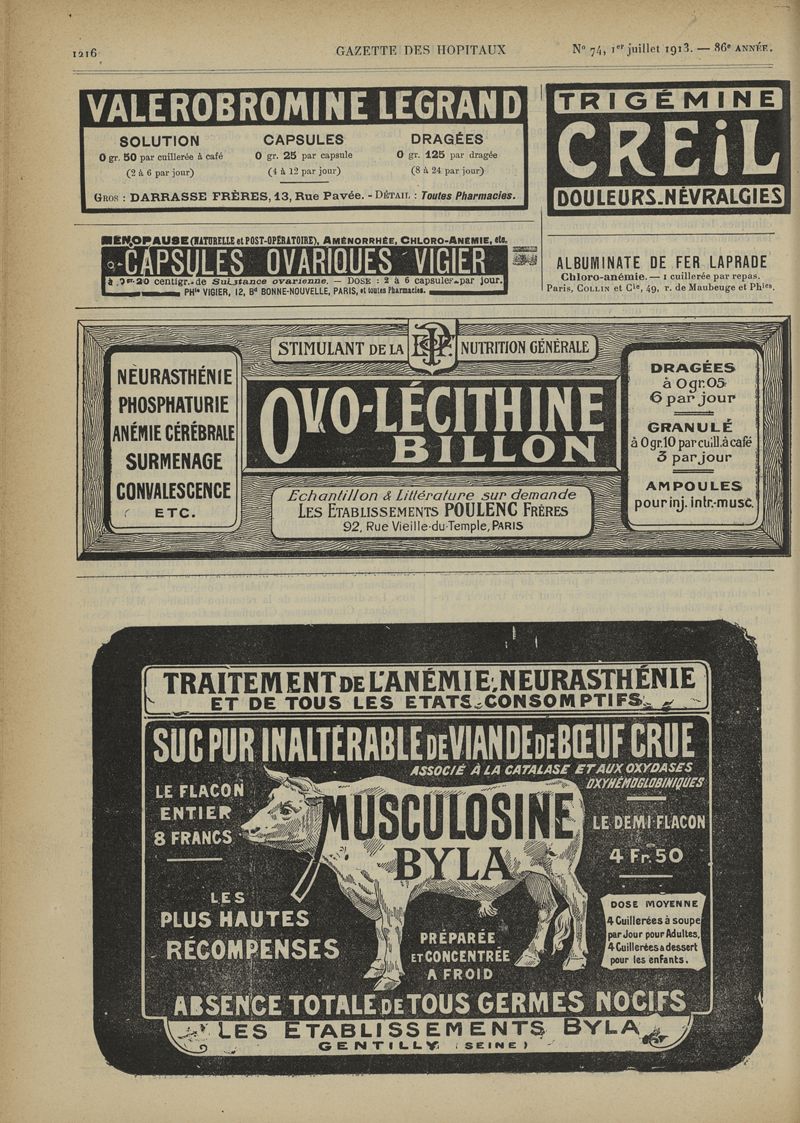 1216
GAZETTE DES HOPITAUX
N° 74, 1er juillet 1913. — 86e ANNÉE.
VALEROBROMINE LEGRAND
SOLUTION
0 gr. 50 par cuillerée à café
(2 à 6 par jour)
CAPSULES
0 gr. 25 par capsule
(4 à 12 par jour)
DRAGÉES
0 gr. 125 par dragée
(8 à 24 par jour)
GROS : DARRASSE FRÈRES, 13, Rue Pavée. - DÉTAIL : Toutes Pharmacies.
TRIGÉMINE
CREIL
DOULEURS-NÉVRALGIES
MÉNOPAUSE (NATURELLE et POST-OPÉRATOIRE), AMÉNORRHÉE, CHLORO-ANÉMIE, etc.
CAPSULES OVARIQUES VIGIER
à 20 centigr. de Substance ovarienne. — DOSE : 2 à 6 capsules par jour.
PHie VIGIER, 12, Bd BONNE-NOUVELLE, PARIS, et toutes Pharmacies.
ALBUMINATE DE FER LAPRADE
Chloro-anémie. — 1 cuillerée par repas.
Paris, COLLIN et Cie, 49, r. de Maubeuge et Phies.
NEURASTHÉNIE
PHOSPHATURIE
ANÉMIE CÉRÉBRALE
SURMENAGE
CONVALESCENCE
ETC.
STIMULANT DE LA NUTRITION GÉNÉRALE
OVO-LÉCITHINE
BILLON
Echantillon & Littérature sur demande
LES ETABLISSEMENTS POULENC FRÈRES
92, Rue Vieille-du-Temple, PARIS
DRAGÉES
à 0gr.05
6 par jour
GRANULÉ
à 0gr.10 par cuill. à café
3 par jour
AMPOULES
pour inj. intr-musc.
TRAITEMENT DE L'ANÉMIE, NEURASTHÉNIE
ET DE TOUS LES ETATS CONSOMPTIFS
SUC PUR INALTÉRABLE DE VIANDE DE BŒUF CRUE
ASSOCIÉ À LA CATALASE ET AUX OXYDASES
OXYHÉMOGLOBINIQUES
LE FLACON
ENTIER
8 FRANCS
MUSCULOSINE
BYLA
LE DEMI FLACON
4 Fr. 50
LES
PLUS HAUTES
RÉCOMPENSES
PRÉPARÉE
ET CONCENTRÉE
A FROID
DOSE MOYENNE
4 Cuillerées à soupe
par Jour pour Adultes,
4 Cuillerées à dessert
pour les enfants.
ABSENCE TOTALE DE TOUS GERMES NOCIFS
LES ETABLISSEMENTS BYLA
GENTILLY (SEINE)